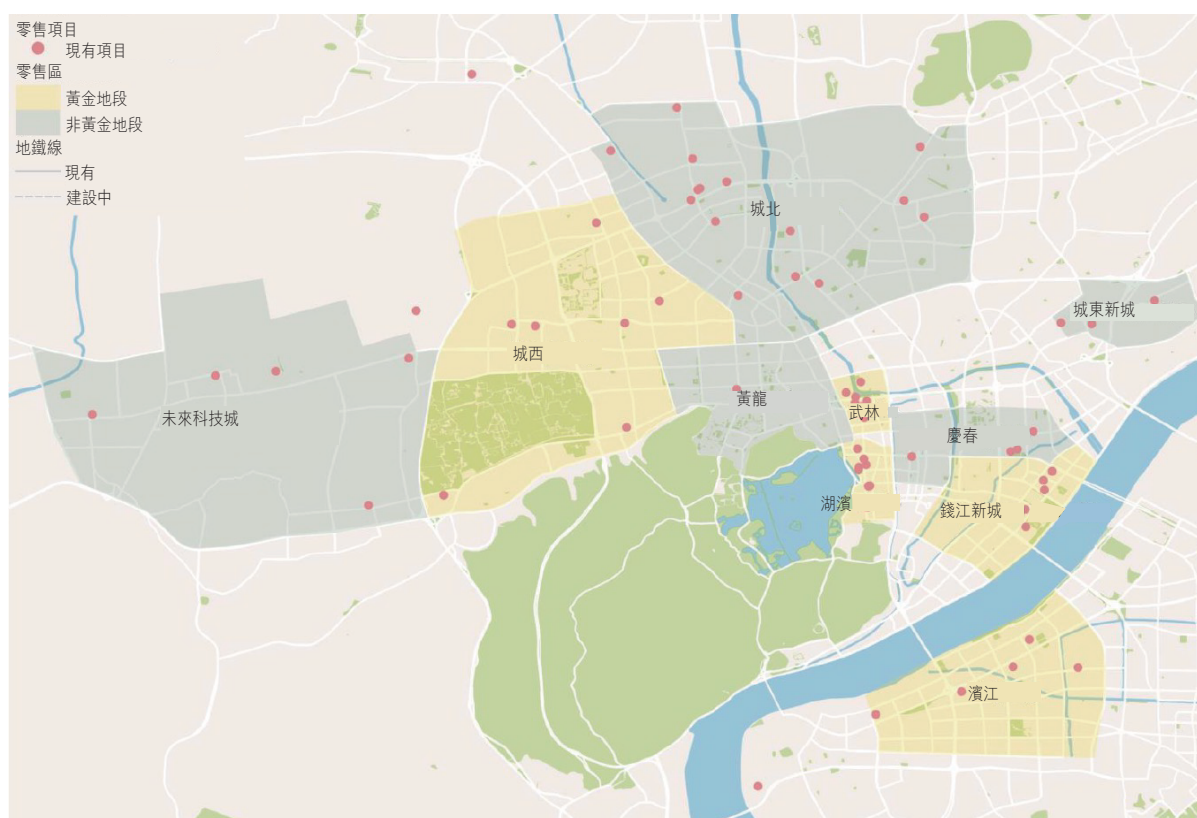 零售項目
現有項目
零售區
黃金地段
非黃金地段
地鐵線
現有
建設中
城北
城東新城
城西
黃龍
武林
未來科技城
慶春
湖濱
錢江新城
濱江